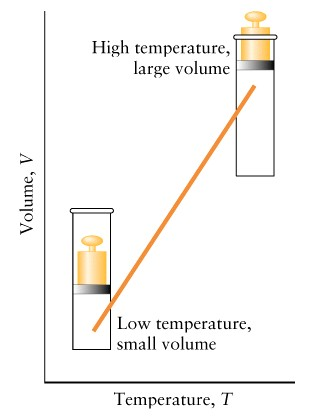 High temperature,
large volume
Volume, V
Low temperature,
small volume
Temperature, T